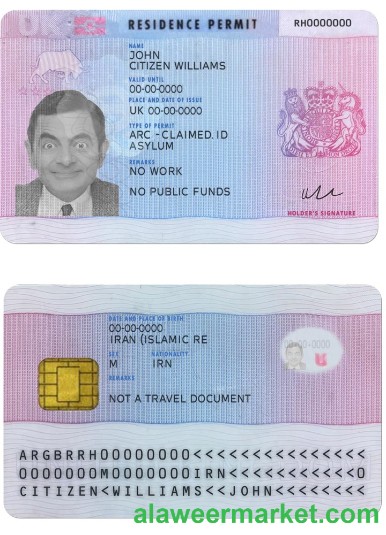 RESIDENCE PERMIT
RH0000000
NAME
JOHN
CITIZEN WILLIAMS
VALID UNTIL
00-00-0000
PLACE AND DATE OF ISSUE
UK 00-00-0000
TYPE OF PERMIT
ARC -CLAIMED.ID
ASYLUM
REMARKS
NO WORK
NO PUBLIC FUNDS
HOLDER'S SIGNATURE
DATE AND PLACE OF BIRTH
00-00-0000
IRAN (ISLAMIC RE
SEX
NATIONALITY
M
IRN
REMARKS
NOT A TRAVEL DOCUMENT
ARGBRRH00000000<<<<<<<<<<<<<<<
0000000M0000000IRN<<<<<<<<<<<0
CITIZEN<WILLIAMS<<JOHN<<<<<<<<
alaweermarket.com